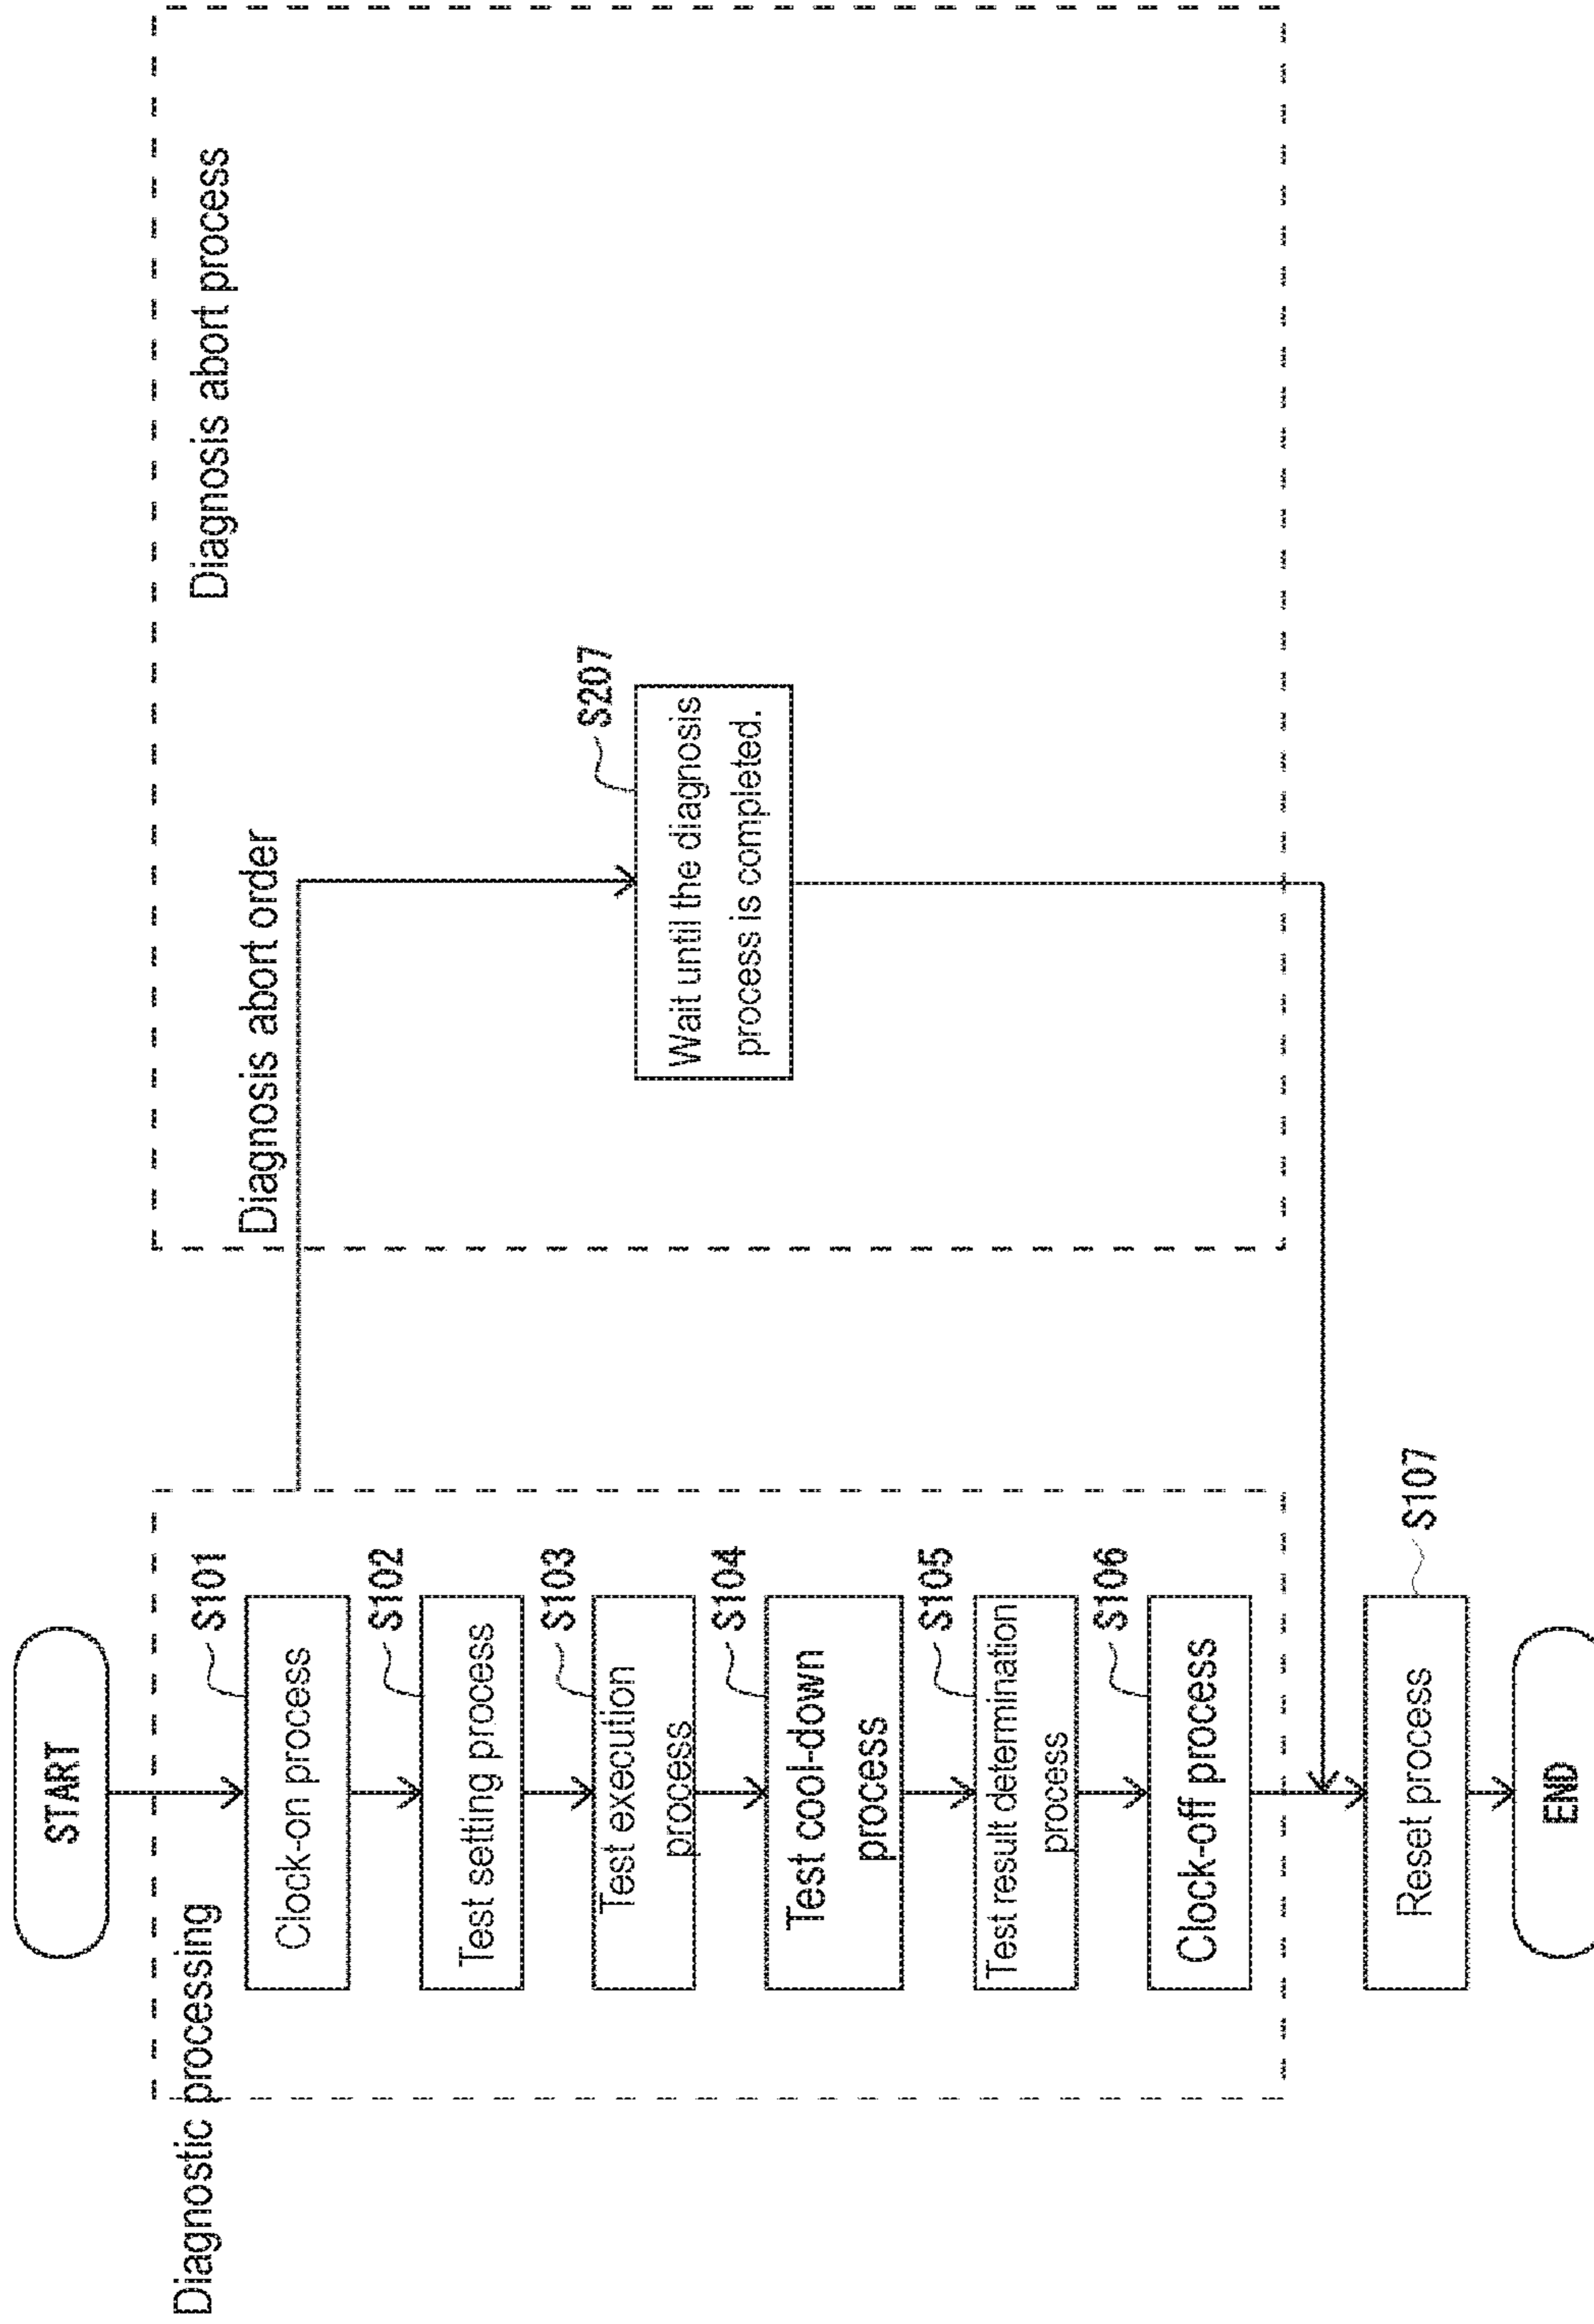 START
Diagnostic processing
S101
Clock-on process
S102
Test setting process
S103
Test execution
process
S104
Test cool-down
process
S105
Test result determination
process
S106
Clock-off process
S107
Reset process
END
Diagnosis abort process
Diagnosis abort order
S207
Wait until the diagnosis
process is completed.